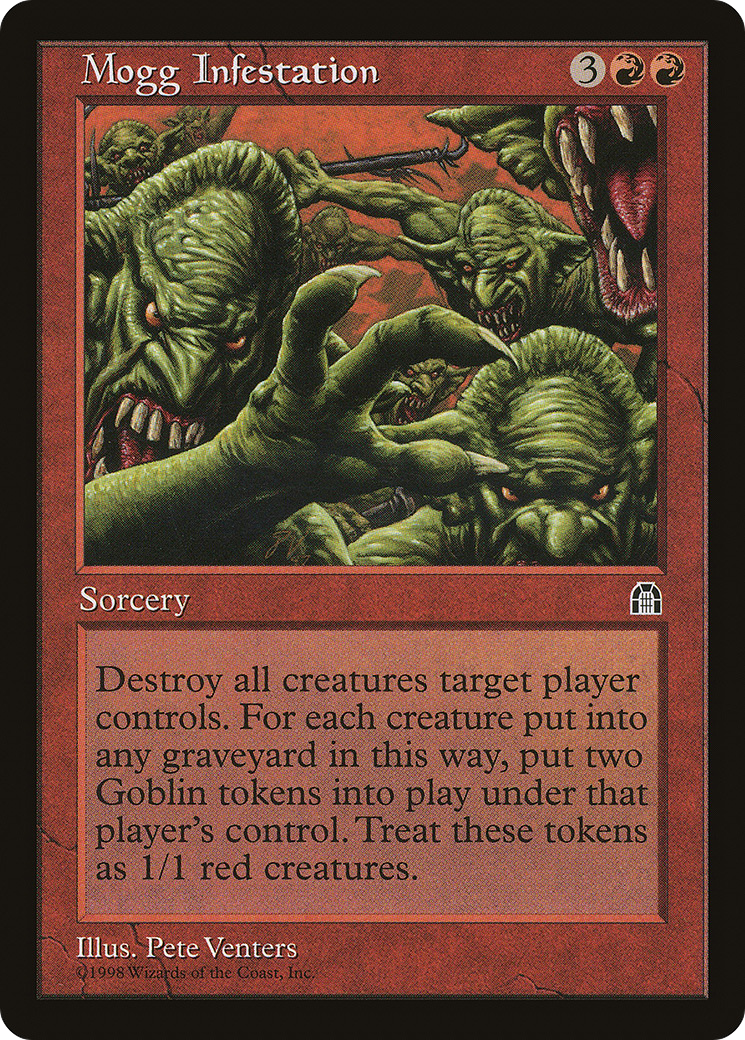 Mogg Infestation
3
Sorcery
Destroy all creatures target player
controls. For each creature put into
any graveyard in this way, put two
Goblin tokens into play under that
player's control. Treat these tokens
as 1/1 red creatures.
Illus. Pete Venters
©1998 Wizards of the Coast, Inc.